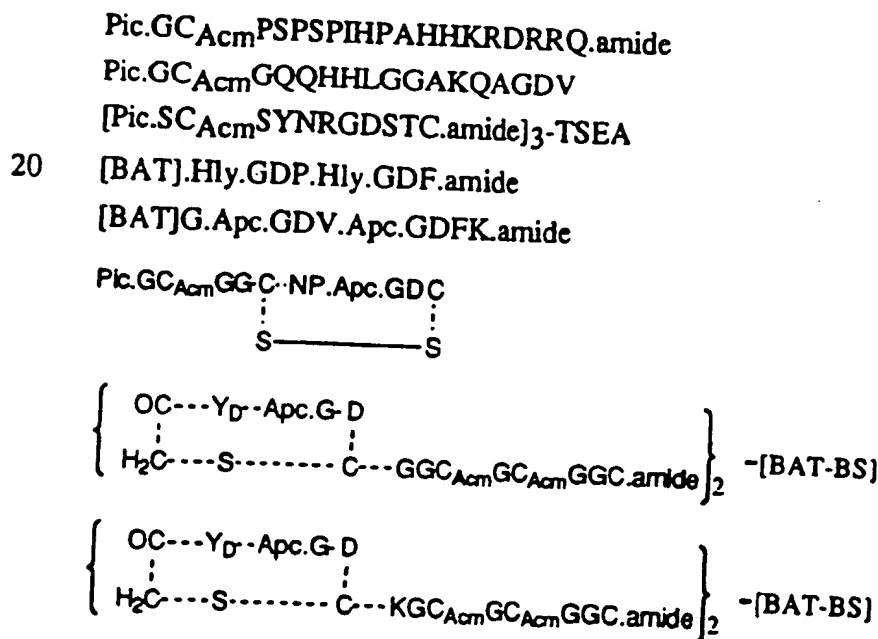 Pic.GCAcmPSPSPIHPAHHKRDRRQ.amide
Pic.GCAcmGQQHHLGGAKQAGDV
[Pic.SCAcmSYNRGDSTC.amide]3-TSEA
20 [BAT].Hly.GDP.Hly.GDF.amide
[BAT]G.Apc.GDV.Apc.GDFK.amide
Pic.GCAcmGG-C--NP.Apc.GDC
S S
OC---YD--Apc.G-D
H2C----S---------C---GGCAcmGCAcmGGC.amide 2 -[BAT-BS]
OC---YD--Apc.G-D
H2C----S---------C---KGCAcmGCAcmGGC.amide 2 -[BAT-BS]